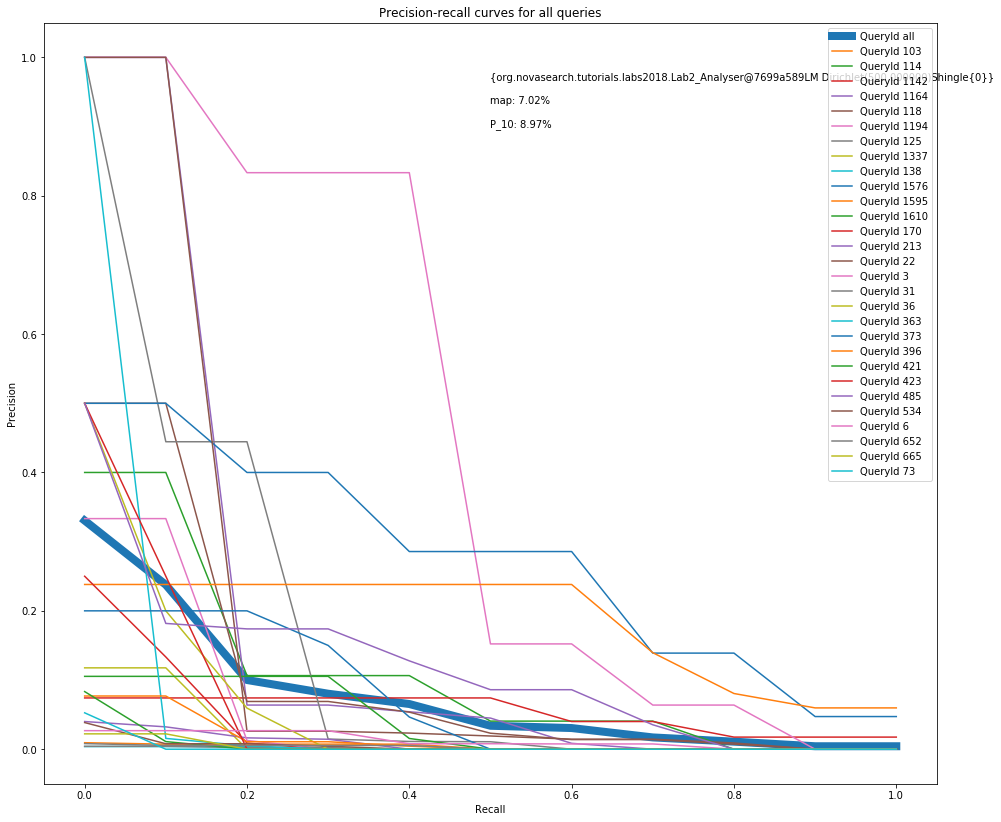 Precision-recall curves for all queries
1.0
0.8
0.6
0.4
0.2
0.0
Precision
0.0
0.2
0.4
0.6
0.8
1.0
Recall
{org.novasearch.tutorials.labs2018.Lab2_Analyser@7699a589LM Shingle{0}}
map: 7.02%
P_10: 8.97%
QueryId all
QueryId 103
QueryId 114
QueryId 1142
QueryId 1164
QueryId 118
QueryId 1194
QueryId 125
QueryId 1337
QueryId 138
QueryId 1576
QueryId 1595
QueryId 1610
QueryId 170
QueryId 213
QueryId 22
QueryId 3
QueryId 31
QueryId 36
QueryId 363
QueryId 373
QueryId 396
QueryId 421
QueryId 423
QueryId 485
QueryId 534
QueryId 6
QueryId 652
QueryId 665
QueryId 73